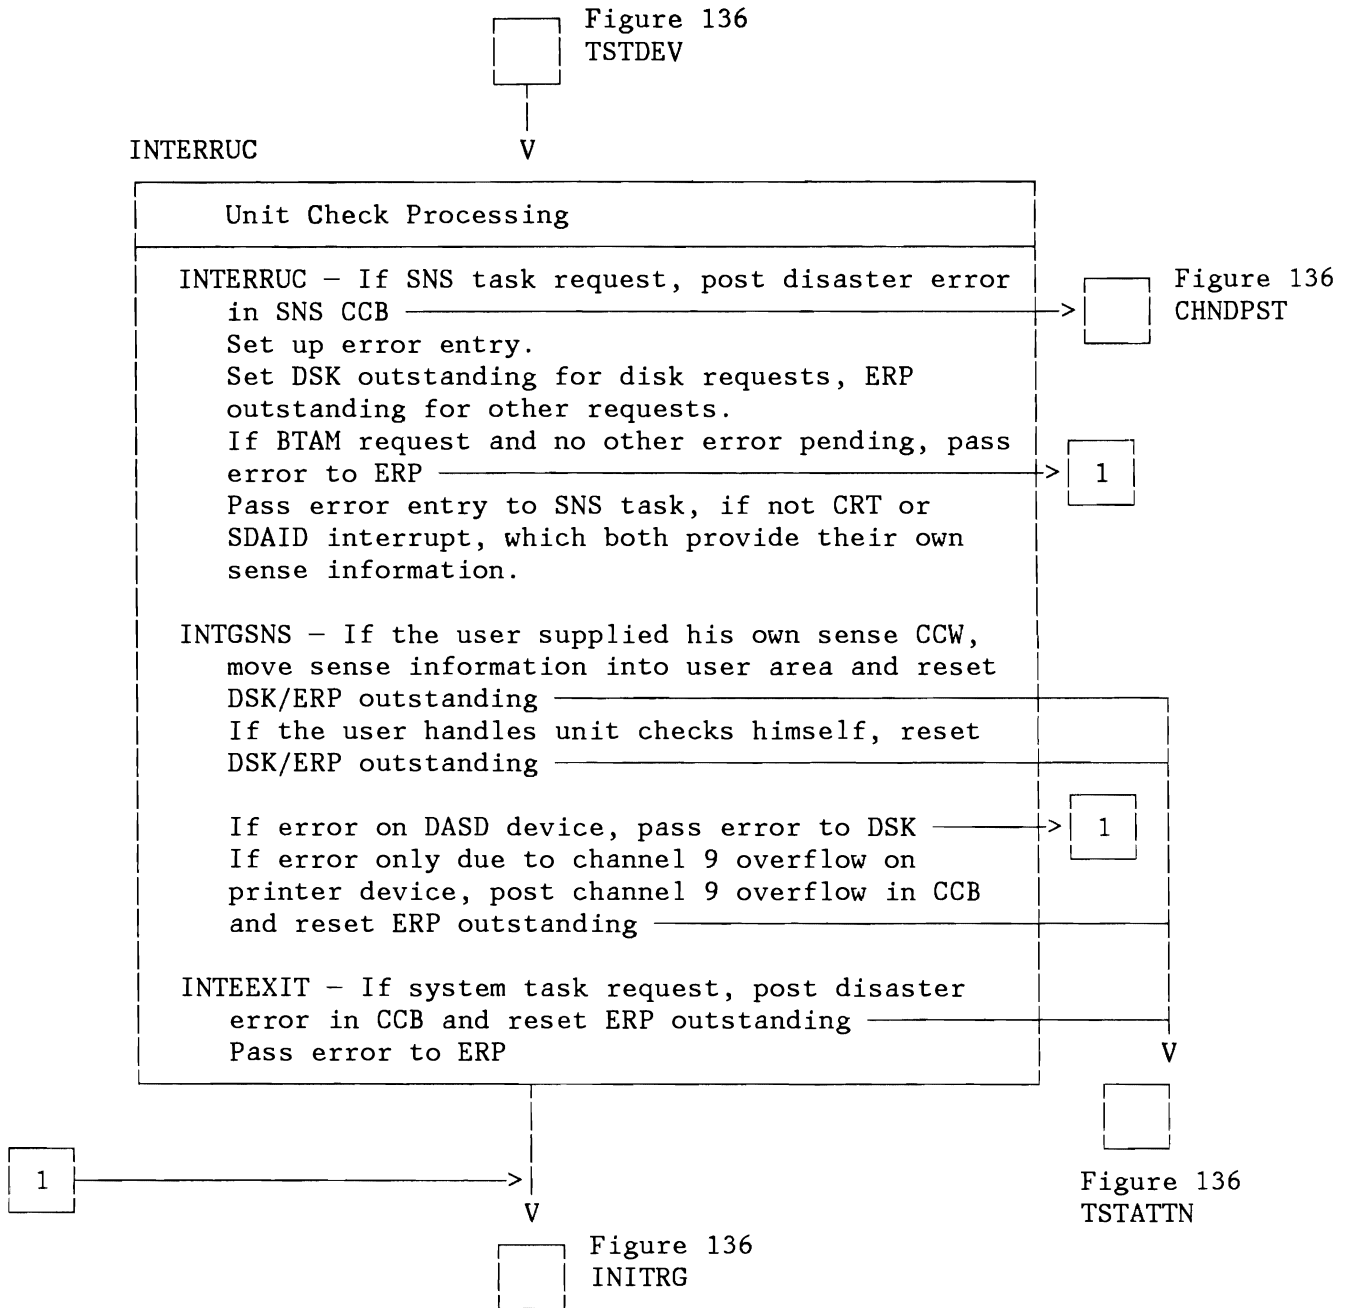 Figure 136
TSTDEV
INTERRUC
V
Unit Check Processing
INTERRUC — If SNS task request, post disaster error
in SNS CCB
> Figure 136
CHNDPST
Set up error entry.
Set DSK outstanding for disk requests, ERP
outstanding for other requests.
If BTAM request and no other error pending, pass
error to ERP > 1
Pass error entry to SNS task, if not CRT or
SDAID interrupt, which both provide their own
sense information.
INTGSNS — If the user supplied his own sense CCW,
move sense information into user area and reset
DSK/ERP outstanding
If the user handles unit checks himself, reset
DSK/ERP outstanding
If error on DASD device, pass error to DSK > 1
If error only due to channel 9 overflow on
printer device, post channel 9 overflow in CCB
and reset ERP outstanding
INTEEXIT — If system task request, post disaster
error in CCB and reset ERP outstanding
Pass error to ERP
V
Figure 136
TSTATTN
1 >
V
Figure 136
INITRG